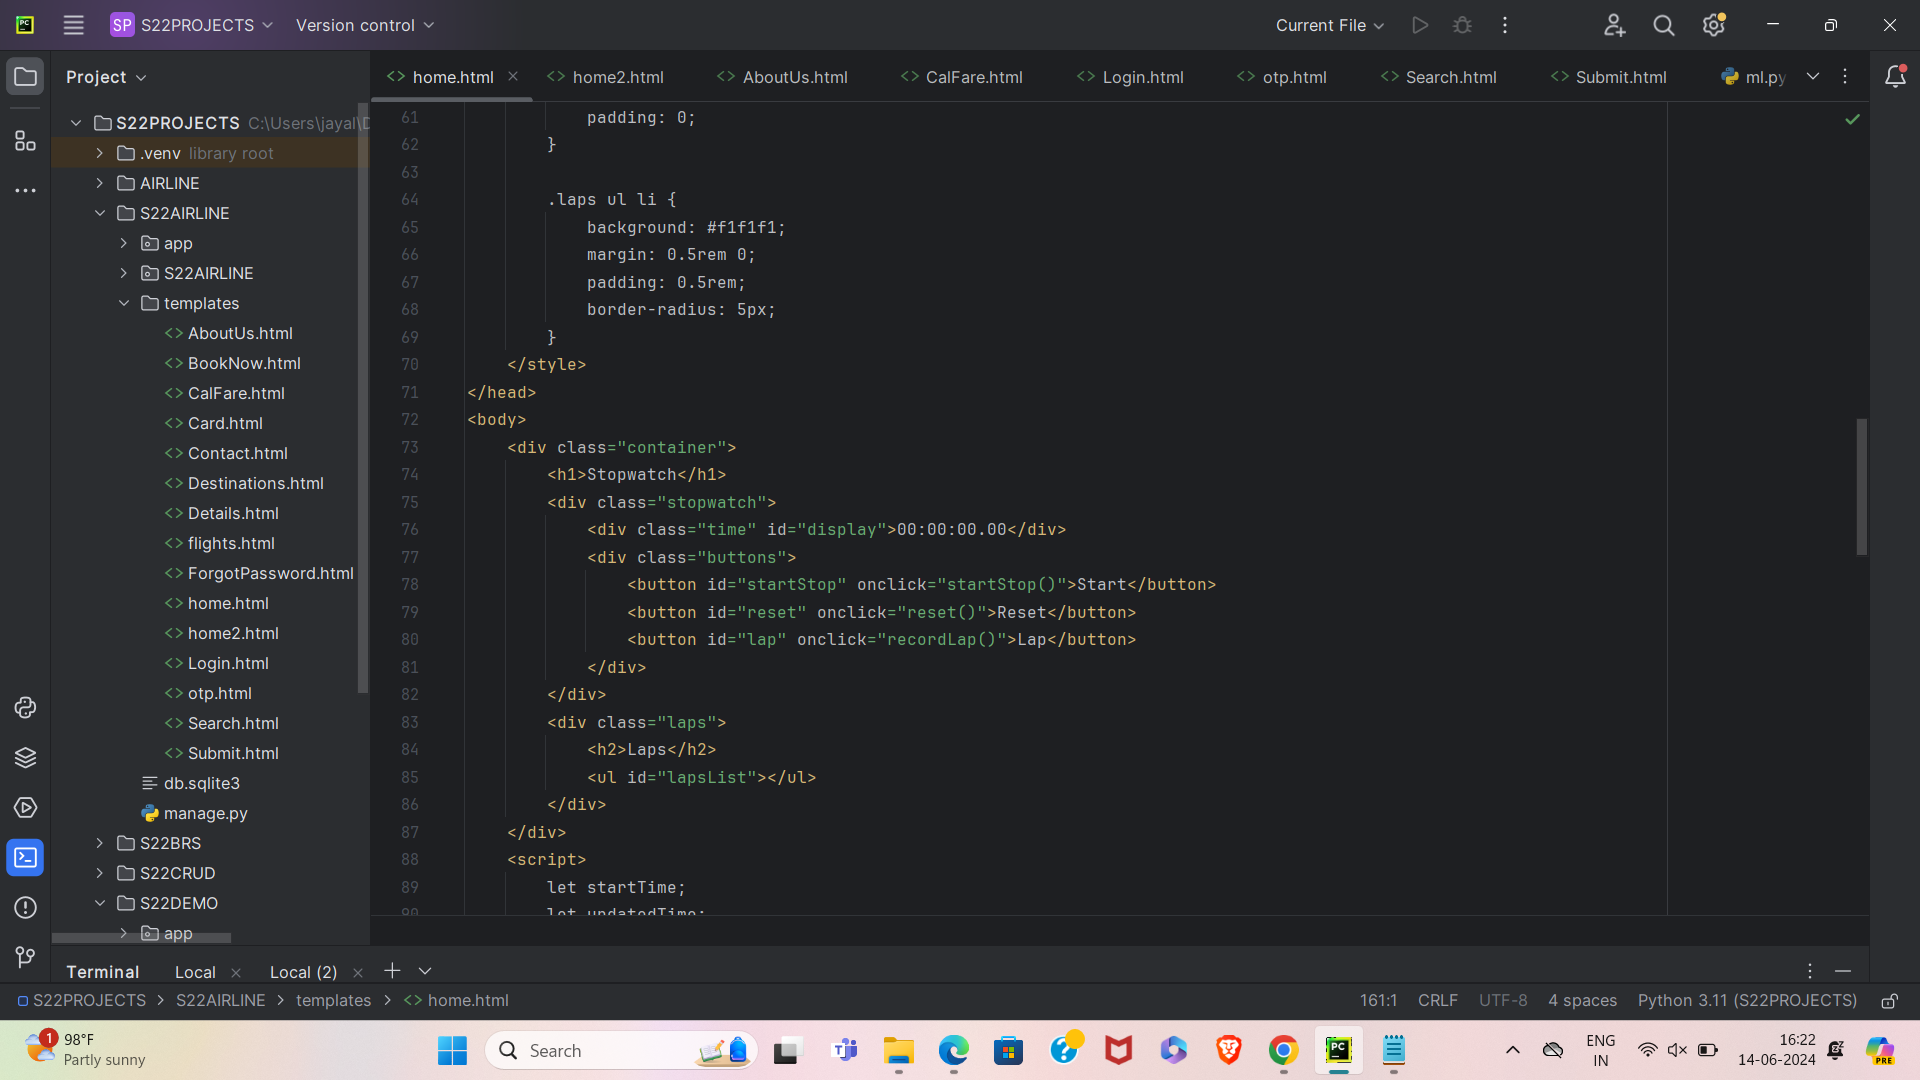 SP S22PROJECTS Version control Current File
Project home.html home2.html AboutUs.html CalFare.html Login.html otp.html Search.html Submit.html ml.py
S22PROJECTS C:\Users\jayal\D
.venv library root
AIRLINE
S22AIRLINE
app
S22AIRLINE
templates
AboutUs.html
BookNow.html
CalFare.html
Card.html
Contact.html
Destinations.html
Details.html
flights.html
ForgotPassword.html
home.html
home2.html
Login.html
otp.html
Search.html
Submit.html
db.sqlite3
manage.py
S22BRS
S22CRUD
S22DEMO
app
61 padding: 0;
62 }
63
64 .laps ul li {
65 background: #f1f1f1;
66 margin: 0.5rem 0;
67 padding: 0.5rem;
68 border-radius: 5px;
69 }
70 </style>
71 </head>
72 <body>
73 <div class="container">
74 <h1>Stopwatch</h1>
75 <div class="stopwatch">
76 <div class="time" id="display">00:00:00.00</div>
77 <div class="buttons">
78 <button id="startStop" onclick="startStop()">Start</button>
79 <button id="reset" onclick="reset()">Reset</button>
80 <button id="lap" onclick="recordLap()">Lap</button>
81 </div>
82 </div>
83 <div class="laps">
84 <h2>Laps</h2>
85 <ul id="lapsList"></ul>
86 </div>
87 </div>
88 <script>
89 let startTime;
90 let updatedTime;
Terminal Local Local (2)
S22PROJECTS > S22AIRLINE > templates > home.html 161:1 CRLF UTF-8 4 spaces Python 3.11 (S22PROJECTS)
1 98°F
Partly sunny
Search
PC
PRE
ENG
IN
16:22
14-06-2024